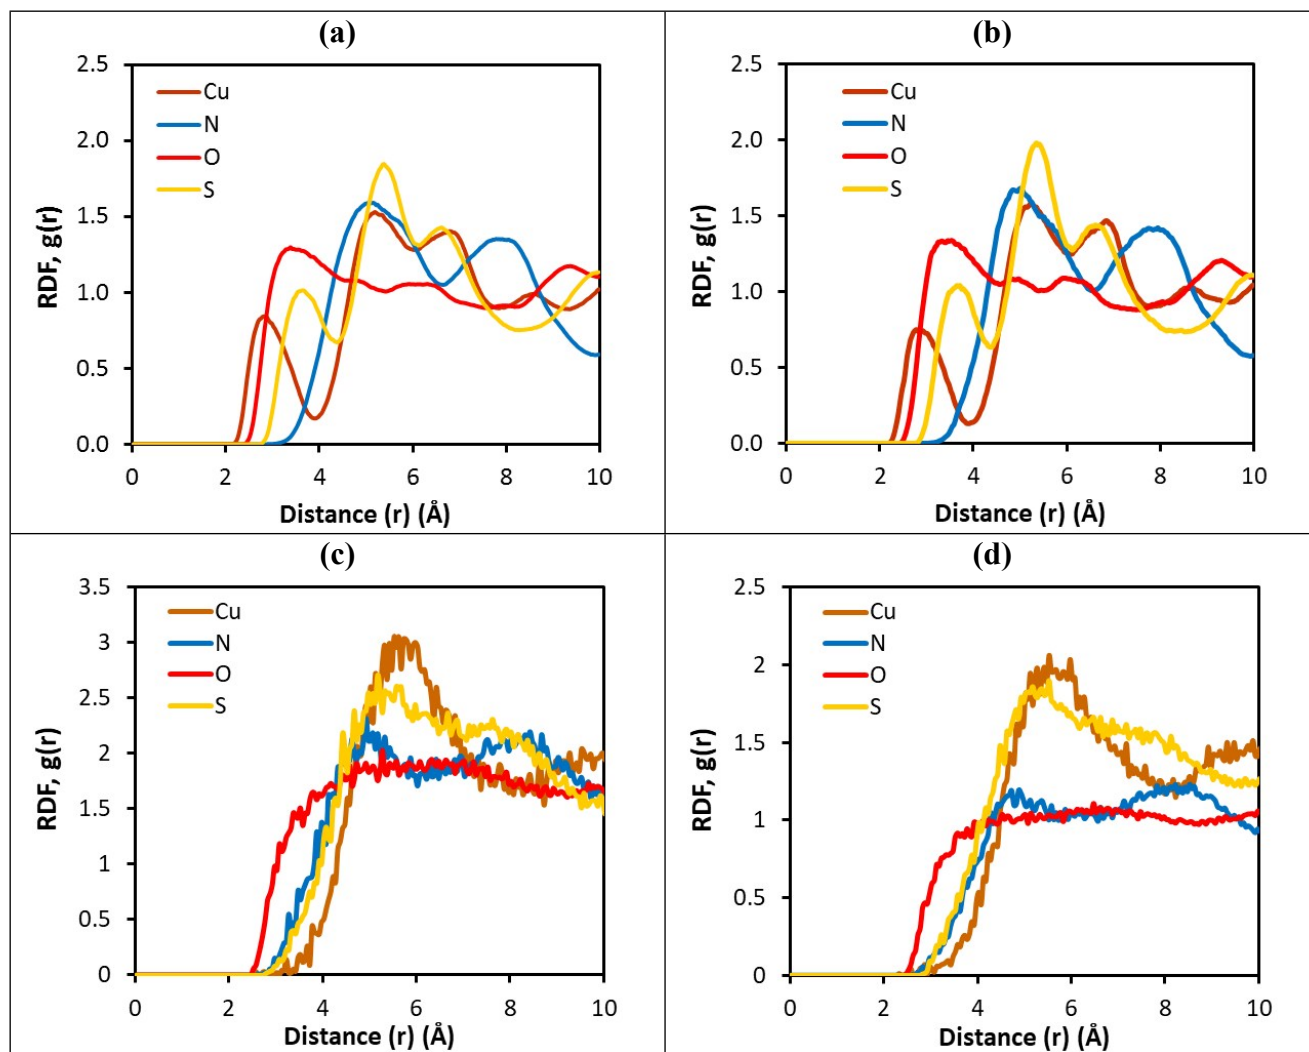 (a)
2.5
2.0
1.5
1.0
0.5
0.0
RDF, g(r)
Cu
N
O
S
0 2 4 6 8 10
Distance (r) (Å)
(b)
2.5
2.0
1.5
1.0
0.5
0.0
RDF, g(r)
Cu
N
O
S
0 2 4 6 8 10
Distance (r) (Å)
(c)
3.5
3
2.5
2
1.5
1
0.5
0
RDF, g(r)
Cu
N
O
S
0 2 4 6 8 10
Distance (r) (Å)
(d)
2.5
2
1.5
1
0.5
0
RDF, g(r)
Cu
N
O
S
0 2 4 6 8 10
Distance (r) (Å)